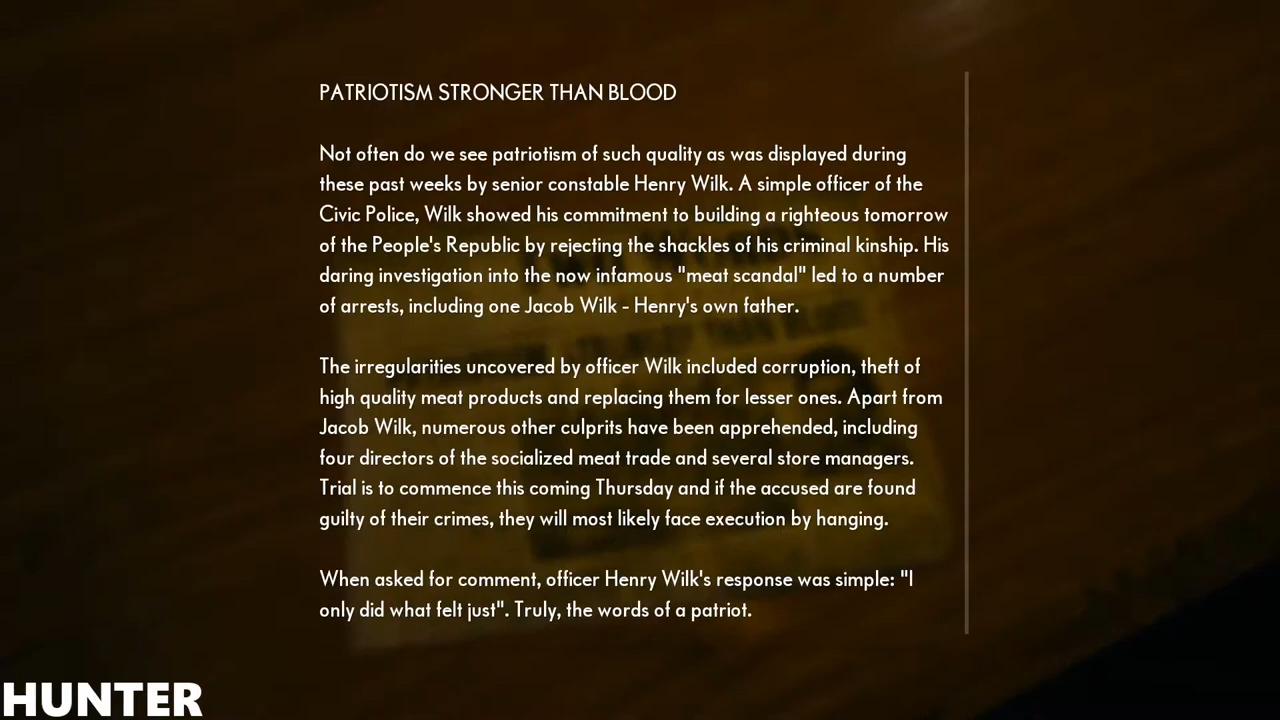 PATRIOTISM STRONGER THAN BLOOD
Not often do we see patriotism of such quality as was displayed during
these past weeks by senior constable Henry Wilk. A simple officer of the
Civic Police, Wilk showed his commitment to building a righteous tomorrow
of the People's Republic by rejecting the shackles of his criminal kinship. His
daring investigation into the now infamous "meat scandal" led to a number
of arrests, including one Jacob Wilk - Henry's own father.
The irregularities uncovered by officer Wilk included corruption, theft of
high quality meat products and replacing them for lesser ones. Apart from
Jacob Wilk, numerous other culprits have been apprehended, including
four directors of the socialized meat trade and several store managers.
Trial is to commence this coming Thursday and if the accused are found
guilty of their crimes, they will most likely face execution by hanging.
When asked for comment, officer Henry Wilk's response was simple: "I
only did what felt just". Truly, the words of a patriot.
HUNTER